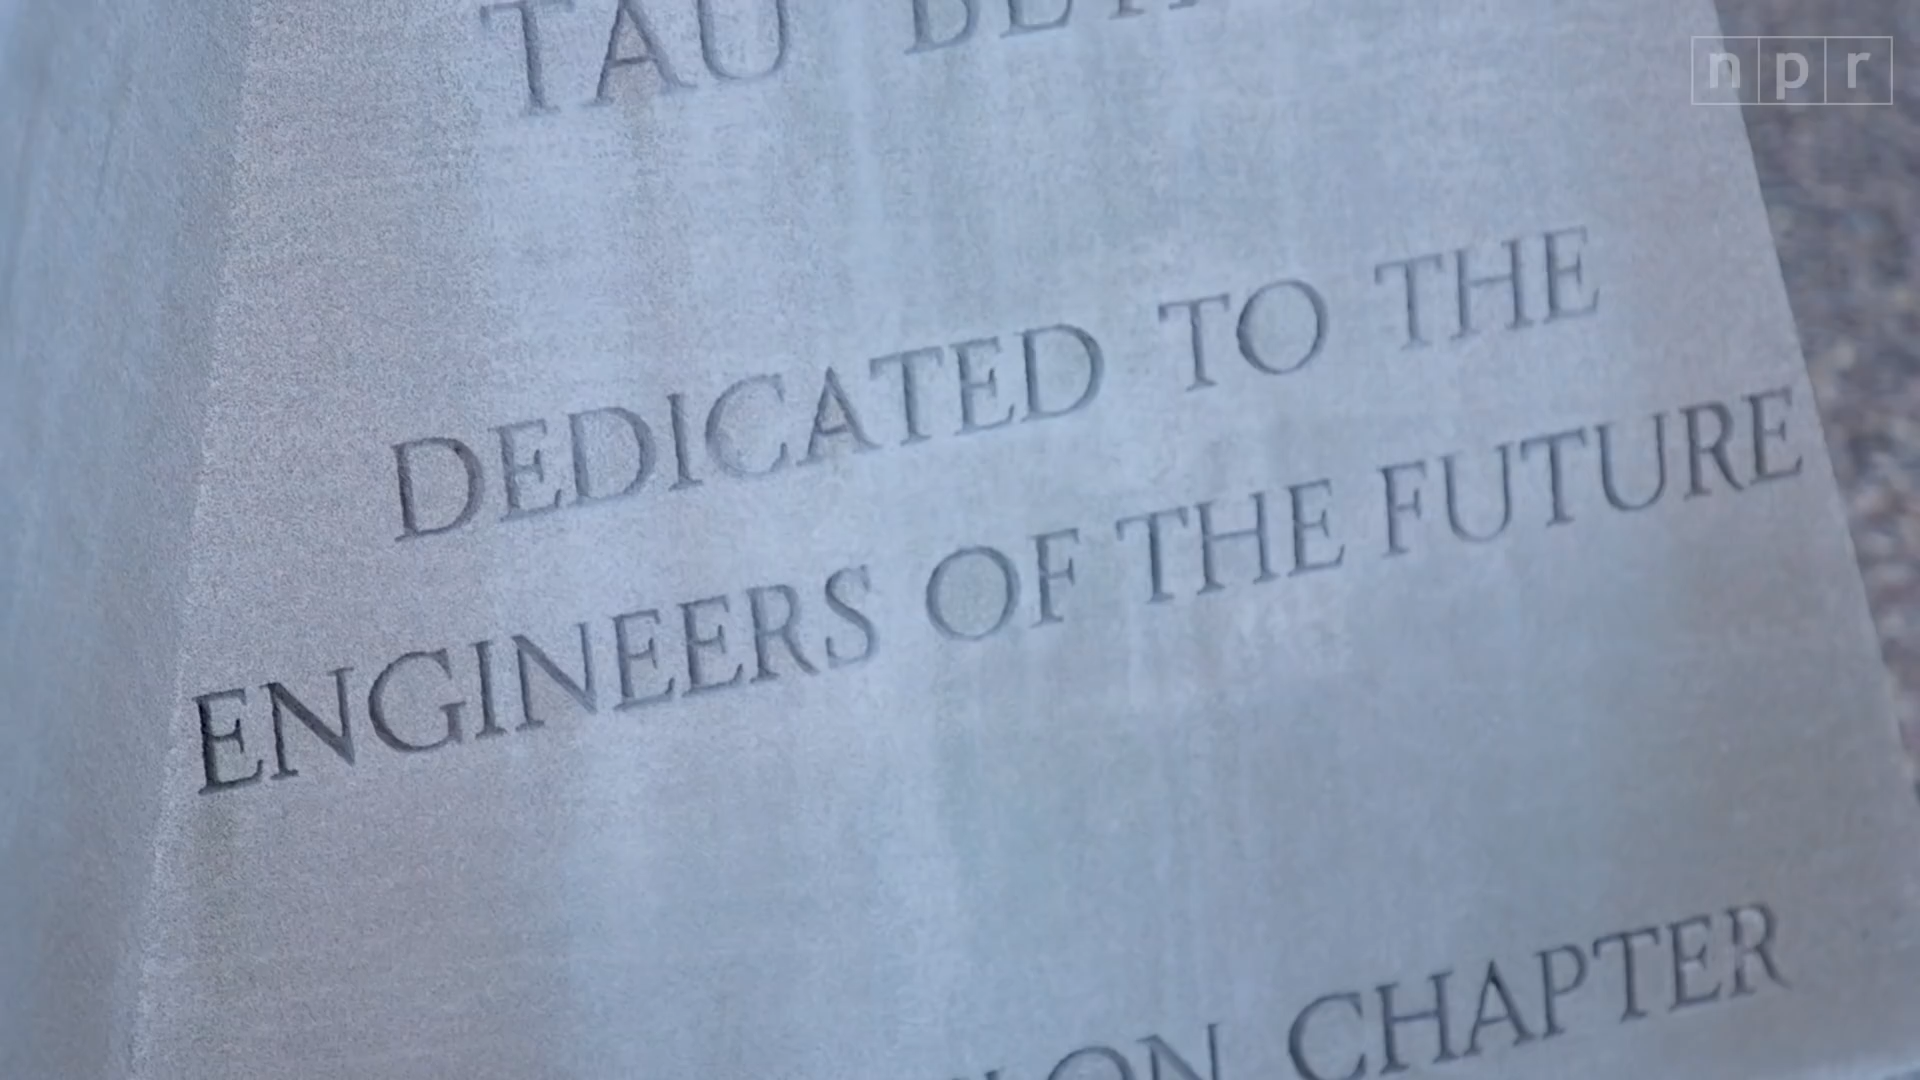 npr
TAU
DEDICATED TO THE
ENGINEERS OF THE FUTURE
CHAPTER